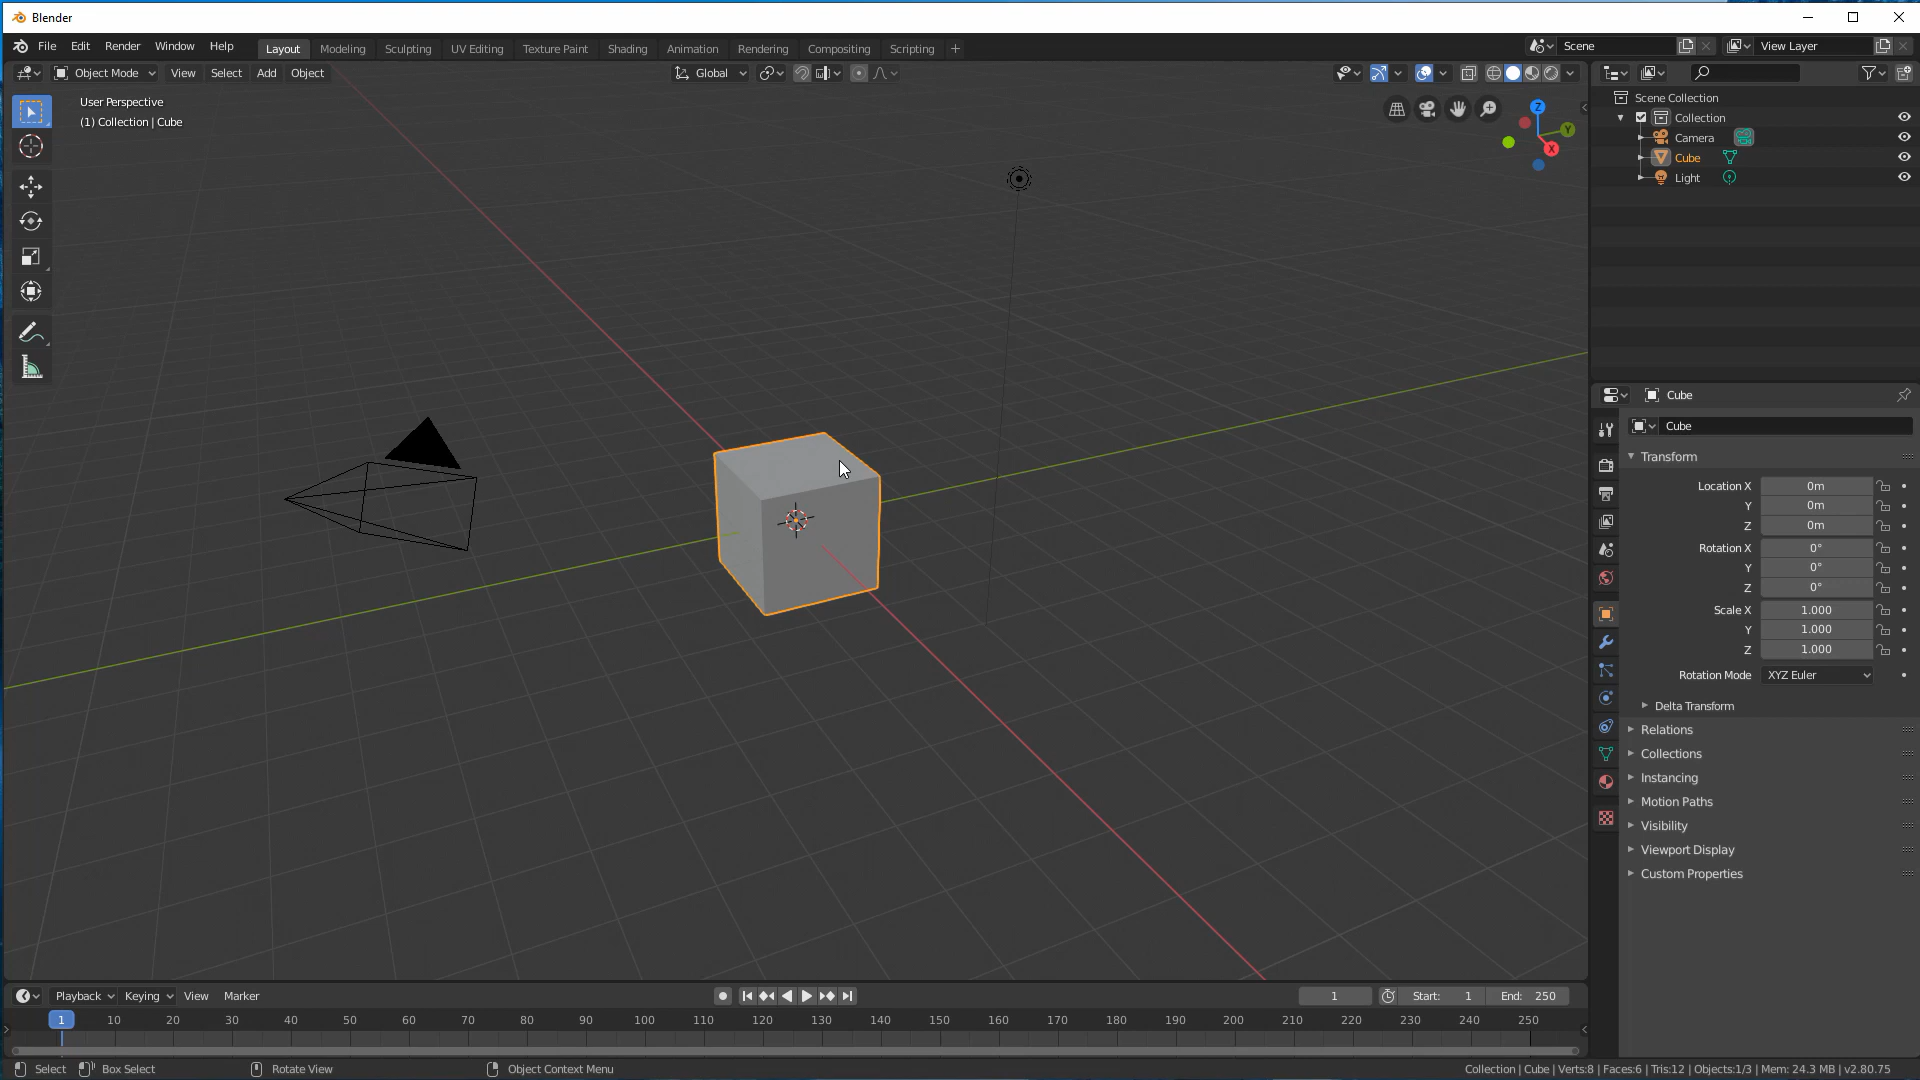 Blender
File Edit Render Window Help Layout Modeling Sculpting UV Editing Texture Paint Shading Animation Rendering Compositing Scripting + Scene View Layer
Object Mode View Select Add Object Global
User Perspective
(1) Collection | Cube
Z
Y
X
Scene Collection
Collection
Camera
Cube
Light
Cube
Cube
Transform
Location X 0m
Y 0m
Z 0m
Rotation X 0°
Y 0°
Z 0°
Scale X 1.000
Y 1.000
Z 1.000
Rotation Mode XYZ Euler
Delta Transform
Relations
Collections
Instancing
Motion Paths
Visibility
Viewport Display
Custom Properties
Playback Keying View Marker 1 Start: 1 End: 250
1 10 20 30 40 50 60 70 80 90 100 110 120 130 140 150 160 170 180 190 200 210 220 230 240 250
Select Box Select Rotate View Object Context Menu Collection | Cube | Verts:8 | Faces:6 | Tris:12 | Objects:1/3 | Mem: 24.3 MB | v2.80.75